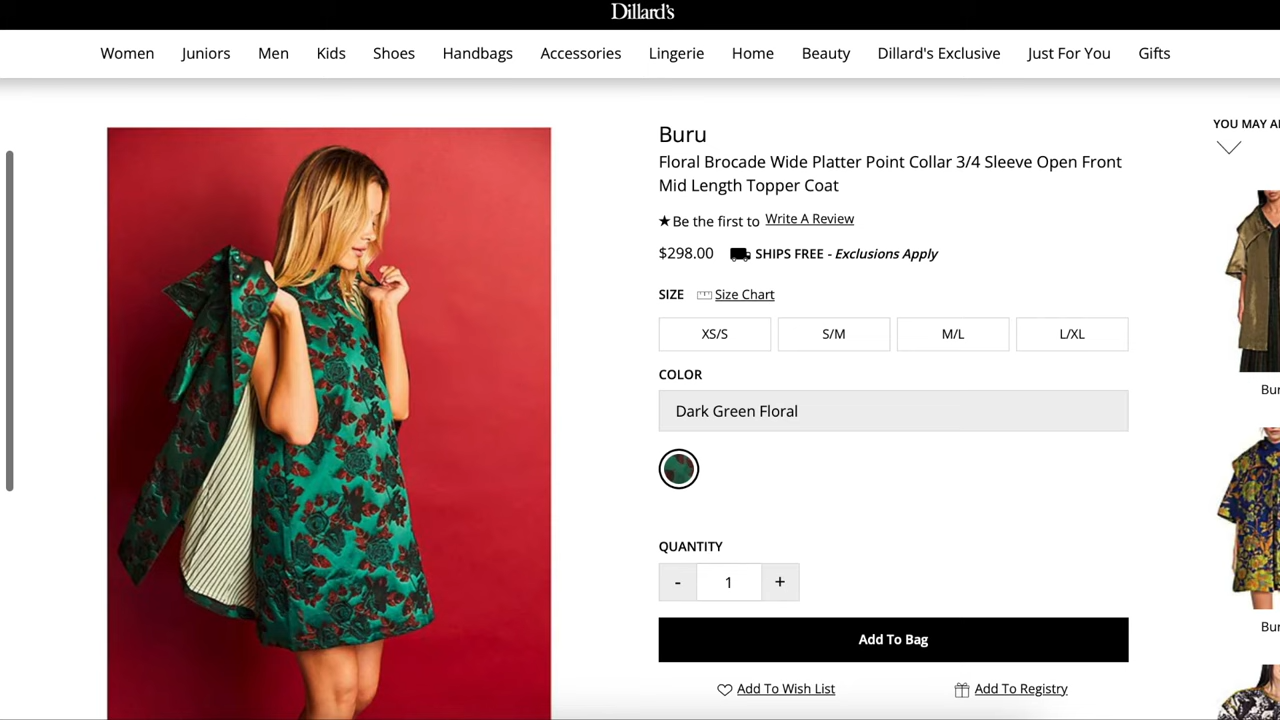 Dillard's
Women Juniors Men Kids Shoes Handbags Accessories Lingerie Home Beauty Dillard's Exclusive Just For You Gifts
Buru
Floral Brocade Wide Platter Point Collar 3/4 Sleeve Open Front
Mid Length Topper Coat
★Be the first to Write A Review
$298.00 SHIPS FREE - Exclusions Apply
SIZE Size Chart
XS/S S/M M/L L/XL
COLOR
Dark Green Floral
QUANTITY
- 1 +
Add To Bag
Add To Wish List Add To Registry
YOU MAY